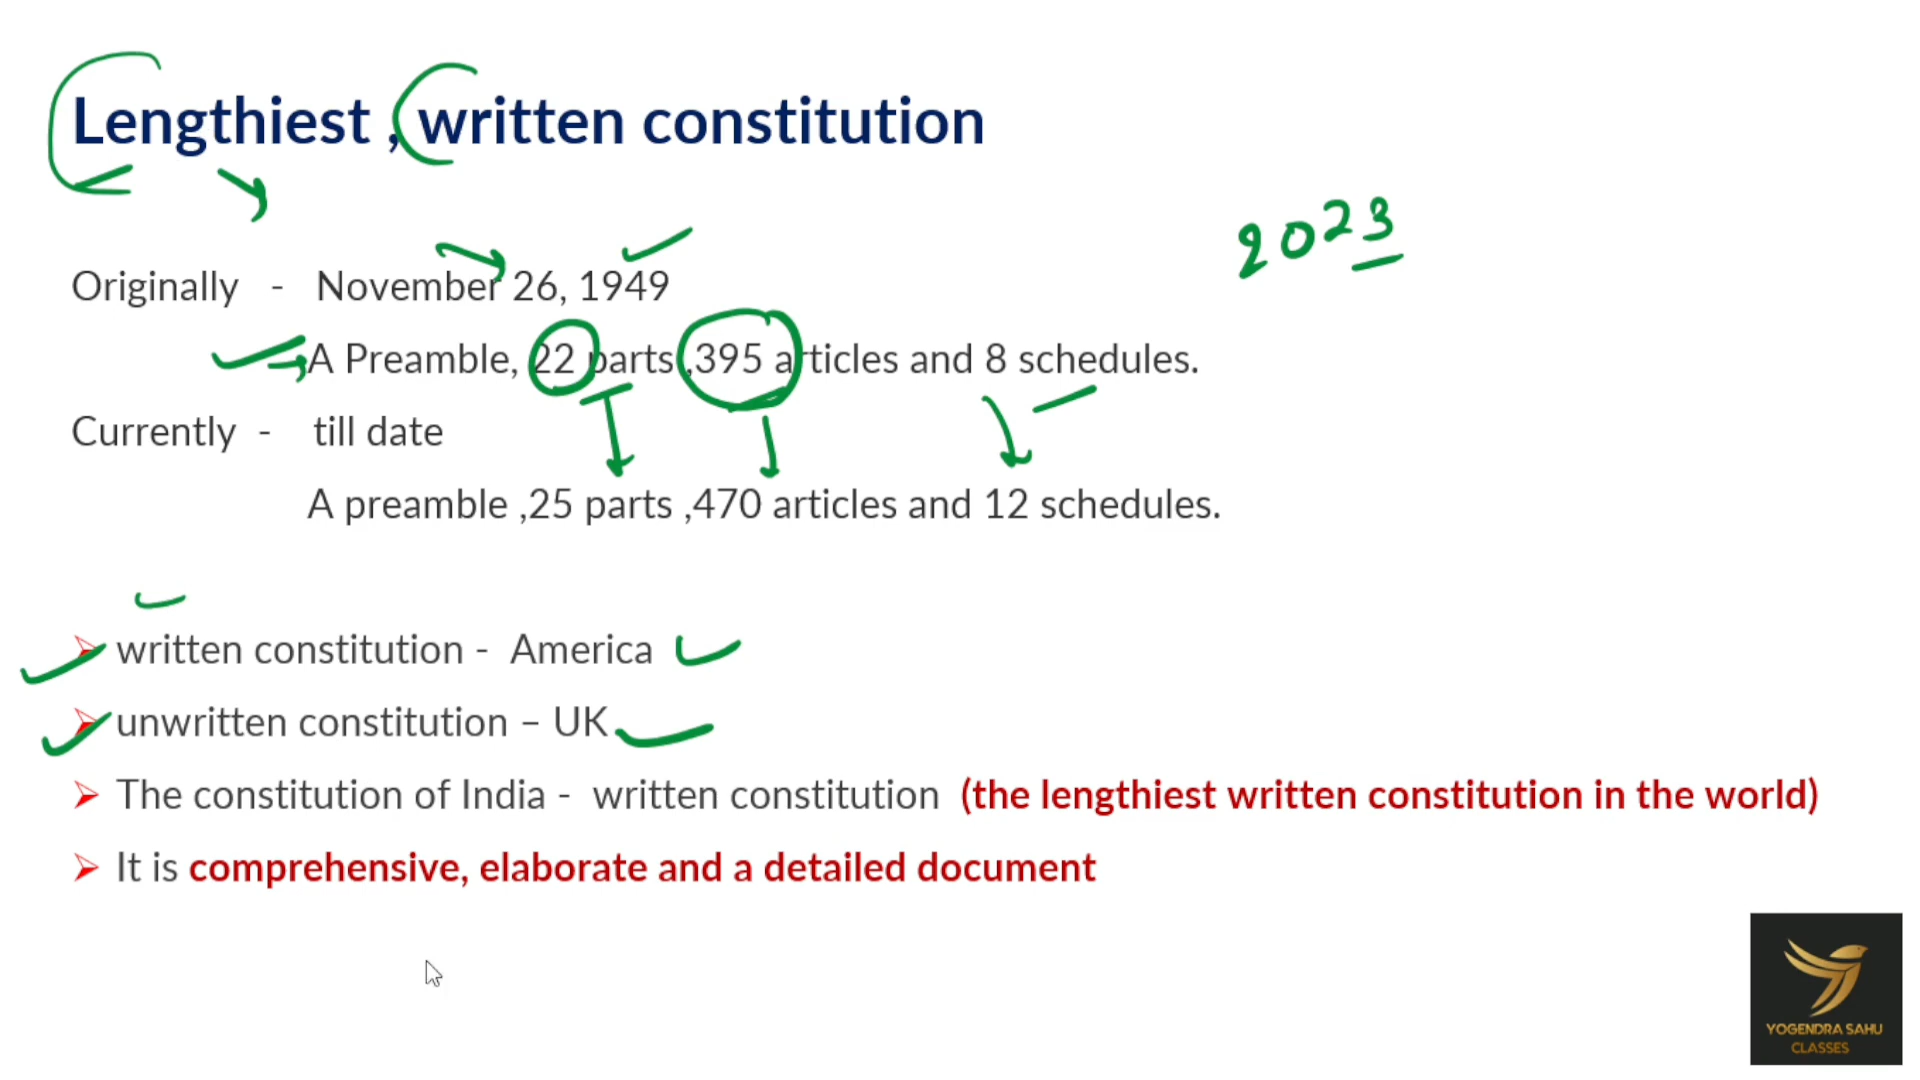 Lengthiest , written constitution
2023
Originally - November 26, 1949
A Preamble, 22 parts ,395 articles and 8 schedules.
Currently - till date
A preamble ,25 parts ,470 articles and 12 schedules.
written constitution - America
unwritten constitution – UK
The constitution of India - written constitution (the lengthiest written constitution in the world)
It is comprehensive, elaborate and a detailed document
YOGENDRA SAHU
CLASSES